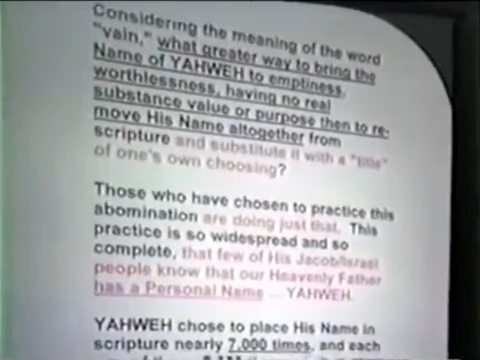 Considering the meaning of the word
"vain," what greater way to bring the
Name of YAHWEH to emptiness,
worthlessness, having no real
substance value or purpose then to re-
move His Name altogether from
scripture and substitute it with a "title"
of one's own choosing?
Those who have chosen to practice this
abomination are doing just that. This
practice is so widespread and so
complete, that few of His Jacob/Israel
people know that our Heavenly Father
has a Personal Name ... YAHWEH.
YAHWEH chose to place His Name in
scripture nearly 7,000 times, and each